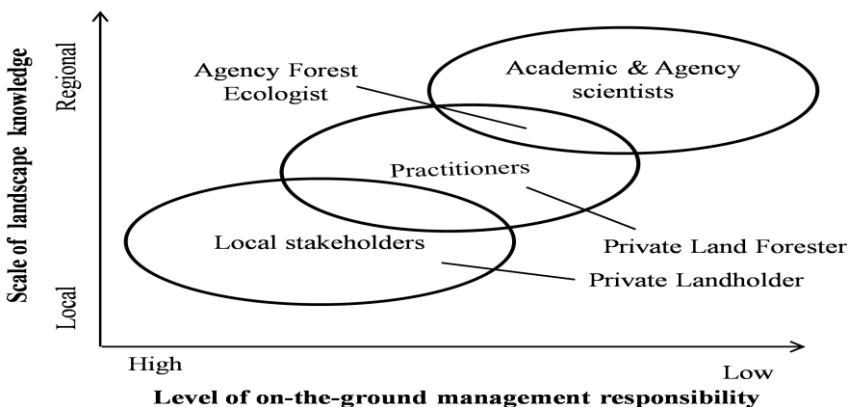 Scale of landscape knowledge
Regional
Local
Agency Forest
Ecologist
Academic & Agency
scientists
Practitioners
Local stakeholders
Private Land Forester
Private Landholder
High
Low
Level of on-the-ground management responsibility